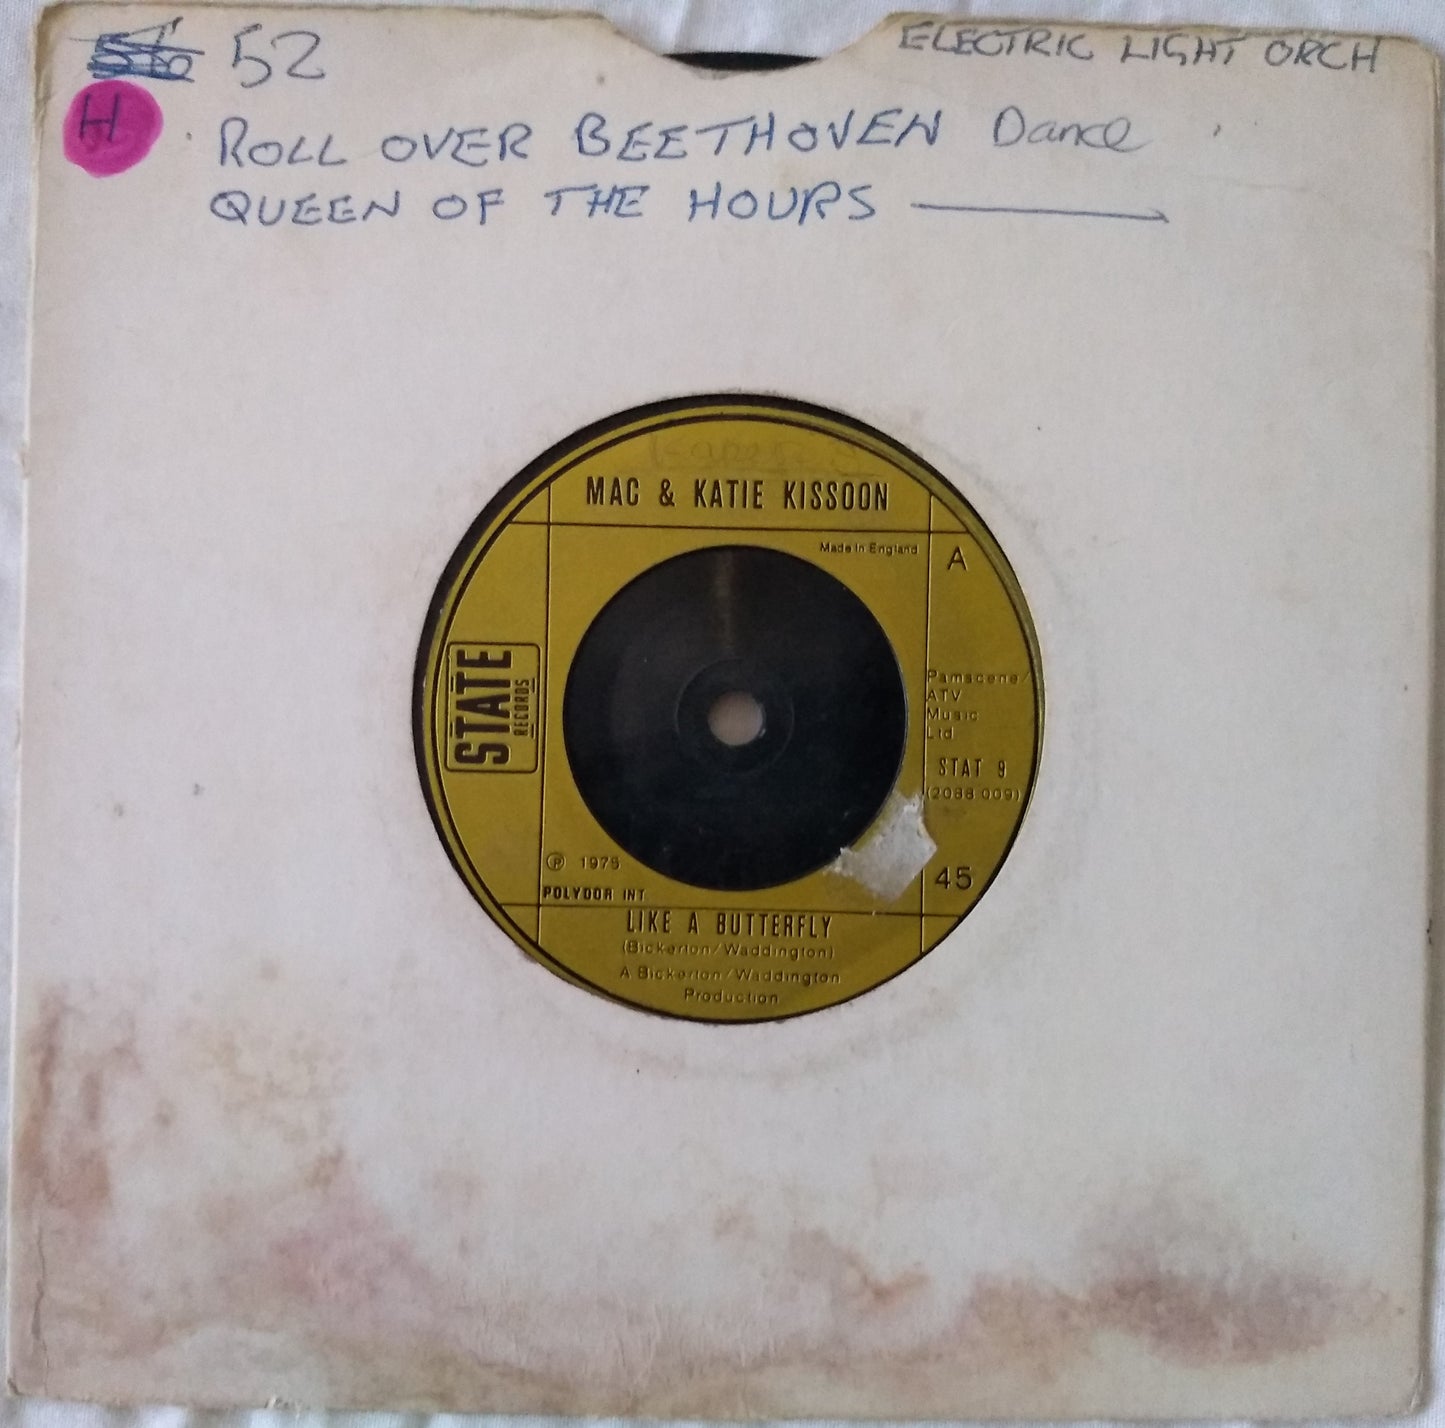 52
ELECTRIC LIGHT ORCH
H
ROLL OVER BEETHOVEN Dance
QUEEN OF THE HOURS
MAC & KATIE KISSOON
Made in England
A
STATE
RECORDS
Pamscene/
ATV
Music
Ltd
STAT 9
(2088 009)
℗ 1975
POLYDOR INT.
45
LIKE A BUTTERFLY
(Bickerton/Waddington)
A Bickerton/Waddington
Production